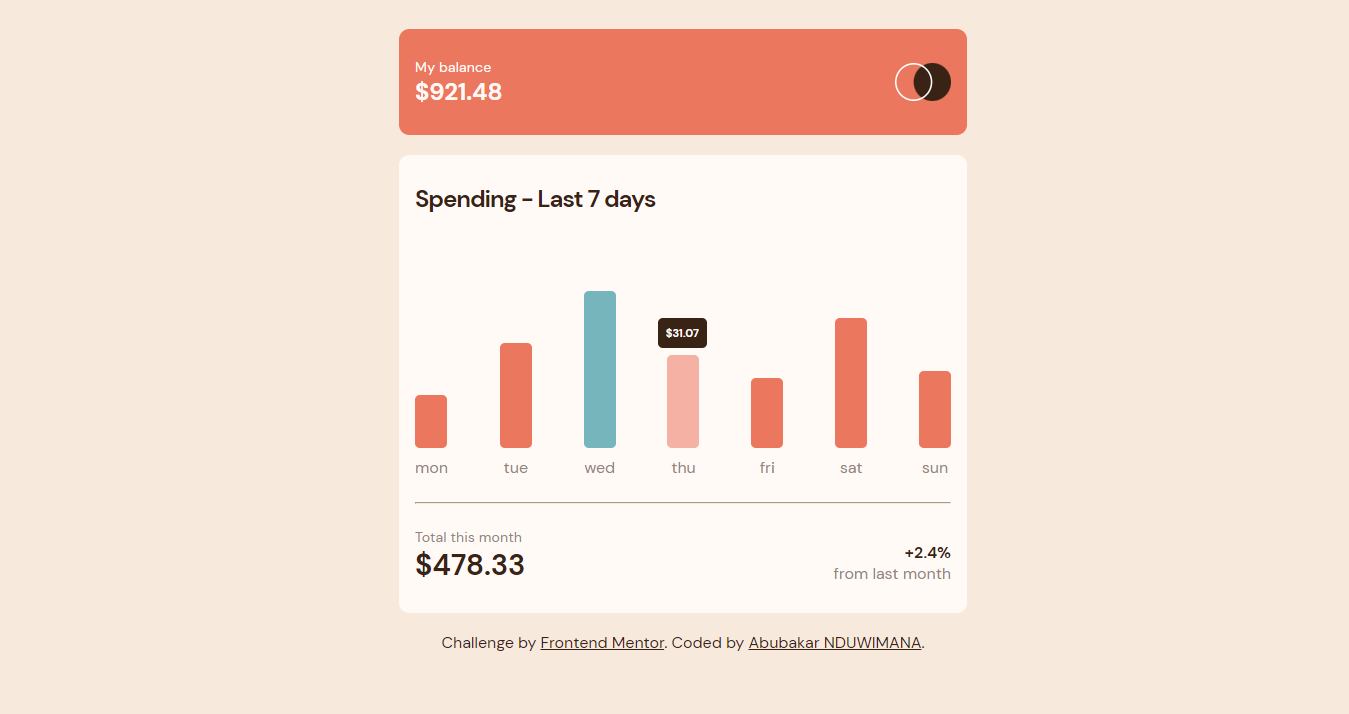 My balance
$921.48
Spending - Last 7 days
$31.07
mon tue wed thu fri sat sun
Total this month
$478.33
+2.4%
from last month
Challenge by Frontend Mentor. Coded by Abubakar NDUWIMANA.